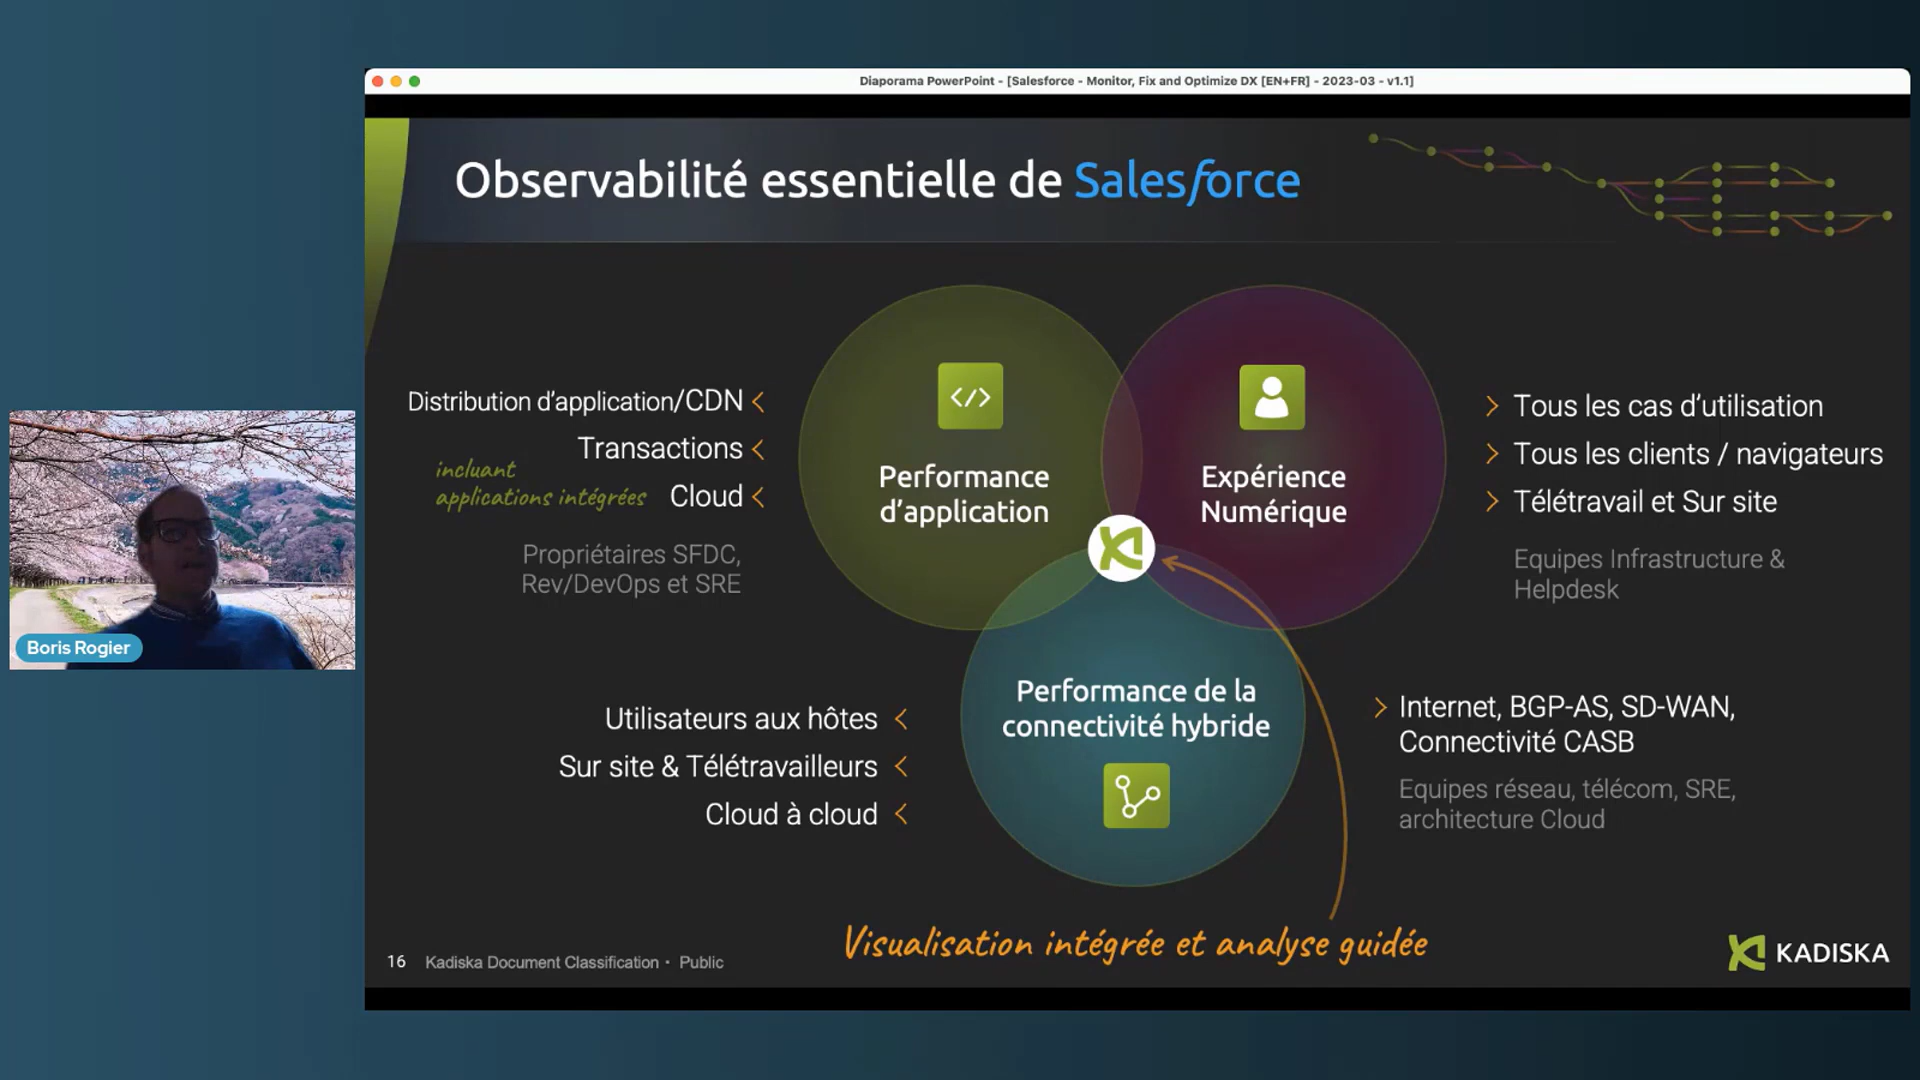 Diaporama PowerPoint - [Salesforce - Monitor, Fix and Optimize DX [EN+FR] - 2023-03 - v1.1]
Observabilité essentielle de Salesforce
Distribution d'application/CDN
Transactions
incluant
applications intégrées
Cloud
Propriétaires SFDC,
Rev/DevOps et SRE
</>
Performance
d'application
Expérience
Numérique
Tous les cas d'utilisation
Tous les clients / navigateurs
Télétravail et Sur site
Equipes Infrastructure &
Helpdesk
Boris Rogier
Utilisateurs aux hôtes
Sur site & Télétravailleurs
Cloud à cloud
Performance de la
connectivité hybride
Internet, BGP-AS, SD-WAN,
Connectivité CASB
Equipes réseau, télécom, SRE,
architecture Cloud
Visualisation intégrée et analyse guidée
16 Kadiska Document Classification • Public
KADISKA